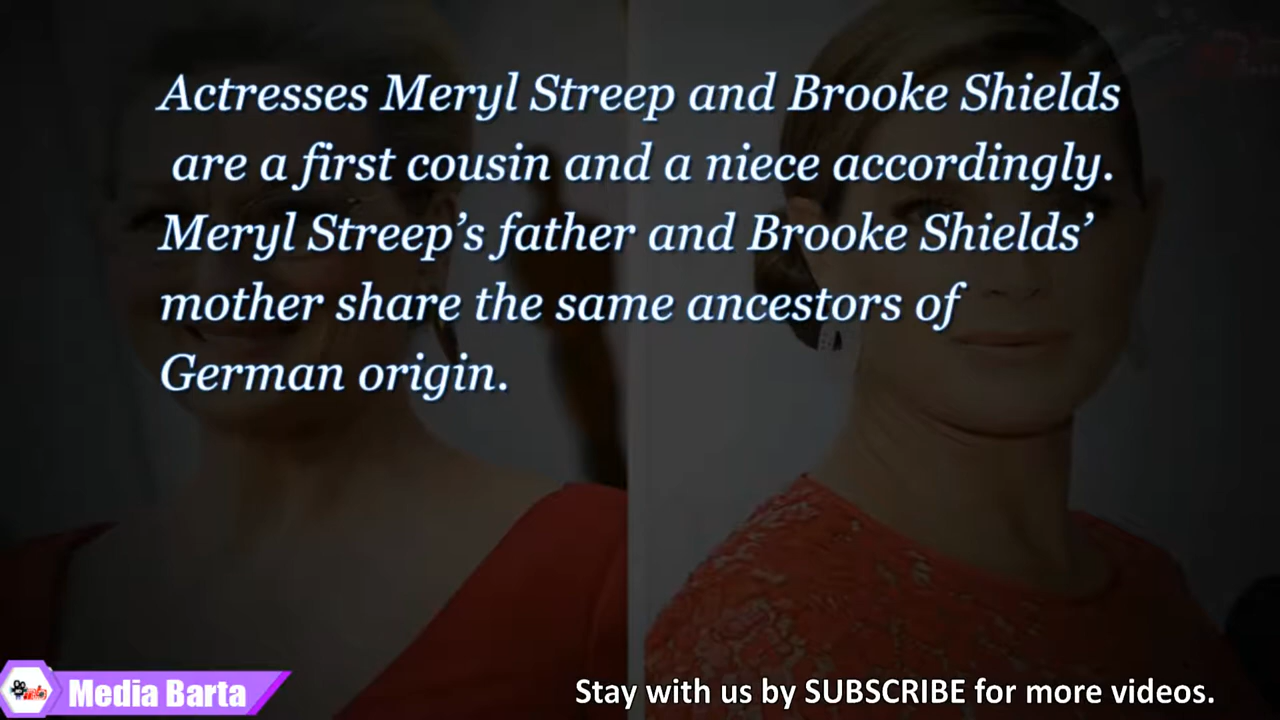 Actresses Meryl Streep and Brooke Shields
are a first cousin and a niece accordingly.
Meryl Streep’s father and Brooke Shields’
mother share the same ancestors of
German origin.
Media Barta
Stay with us by SUBSCRIBE for more videos.